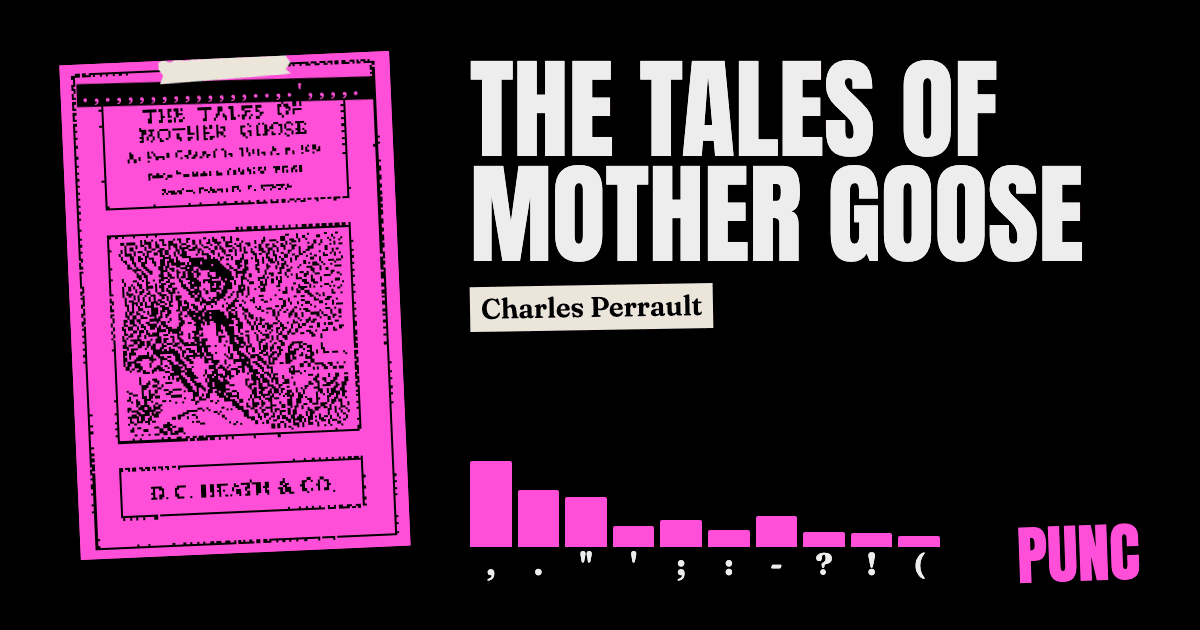 THE TALES OF
MOTHER GOOSE
D. C. HEATH & CO.
THE TALES OF
MOTHER GOOSE
Charles Perrault
, . " ' ; : - ? ! (
PUNC